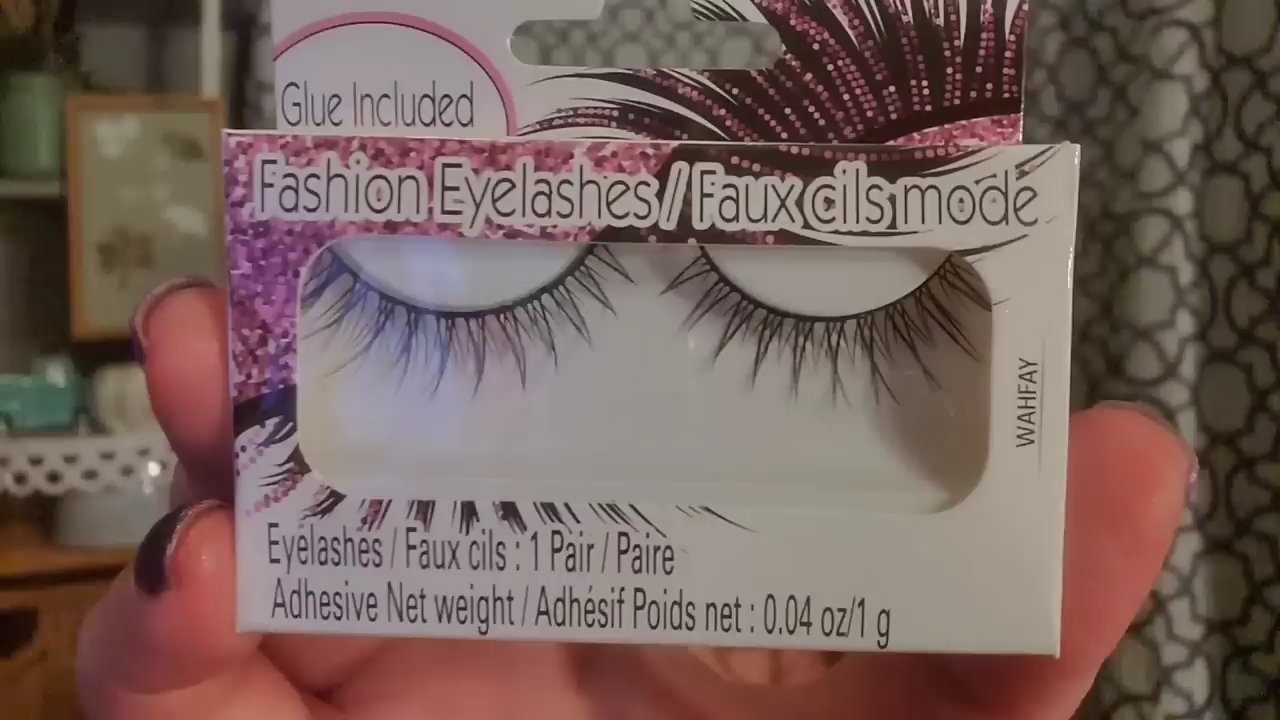 Glue Included
Fashion Eyelashes / Faux cils mode
WAHFAY
Eyelashes / Faux cils : 1 Pair / Paire
Adhesive Net weight / Adhésif Poids net : 0.04 oz/1 g